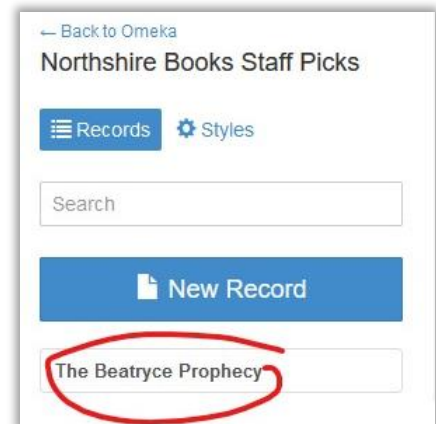 ← Back to Omeka
Northshire Books Staff Picks
Records Styles
Search
New Record
The Beatryce Prophecy